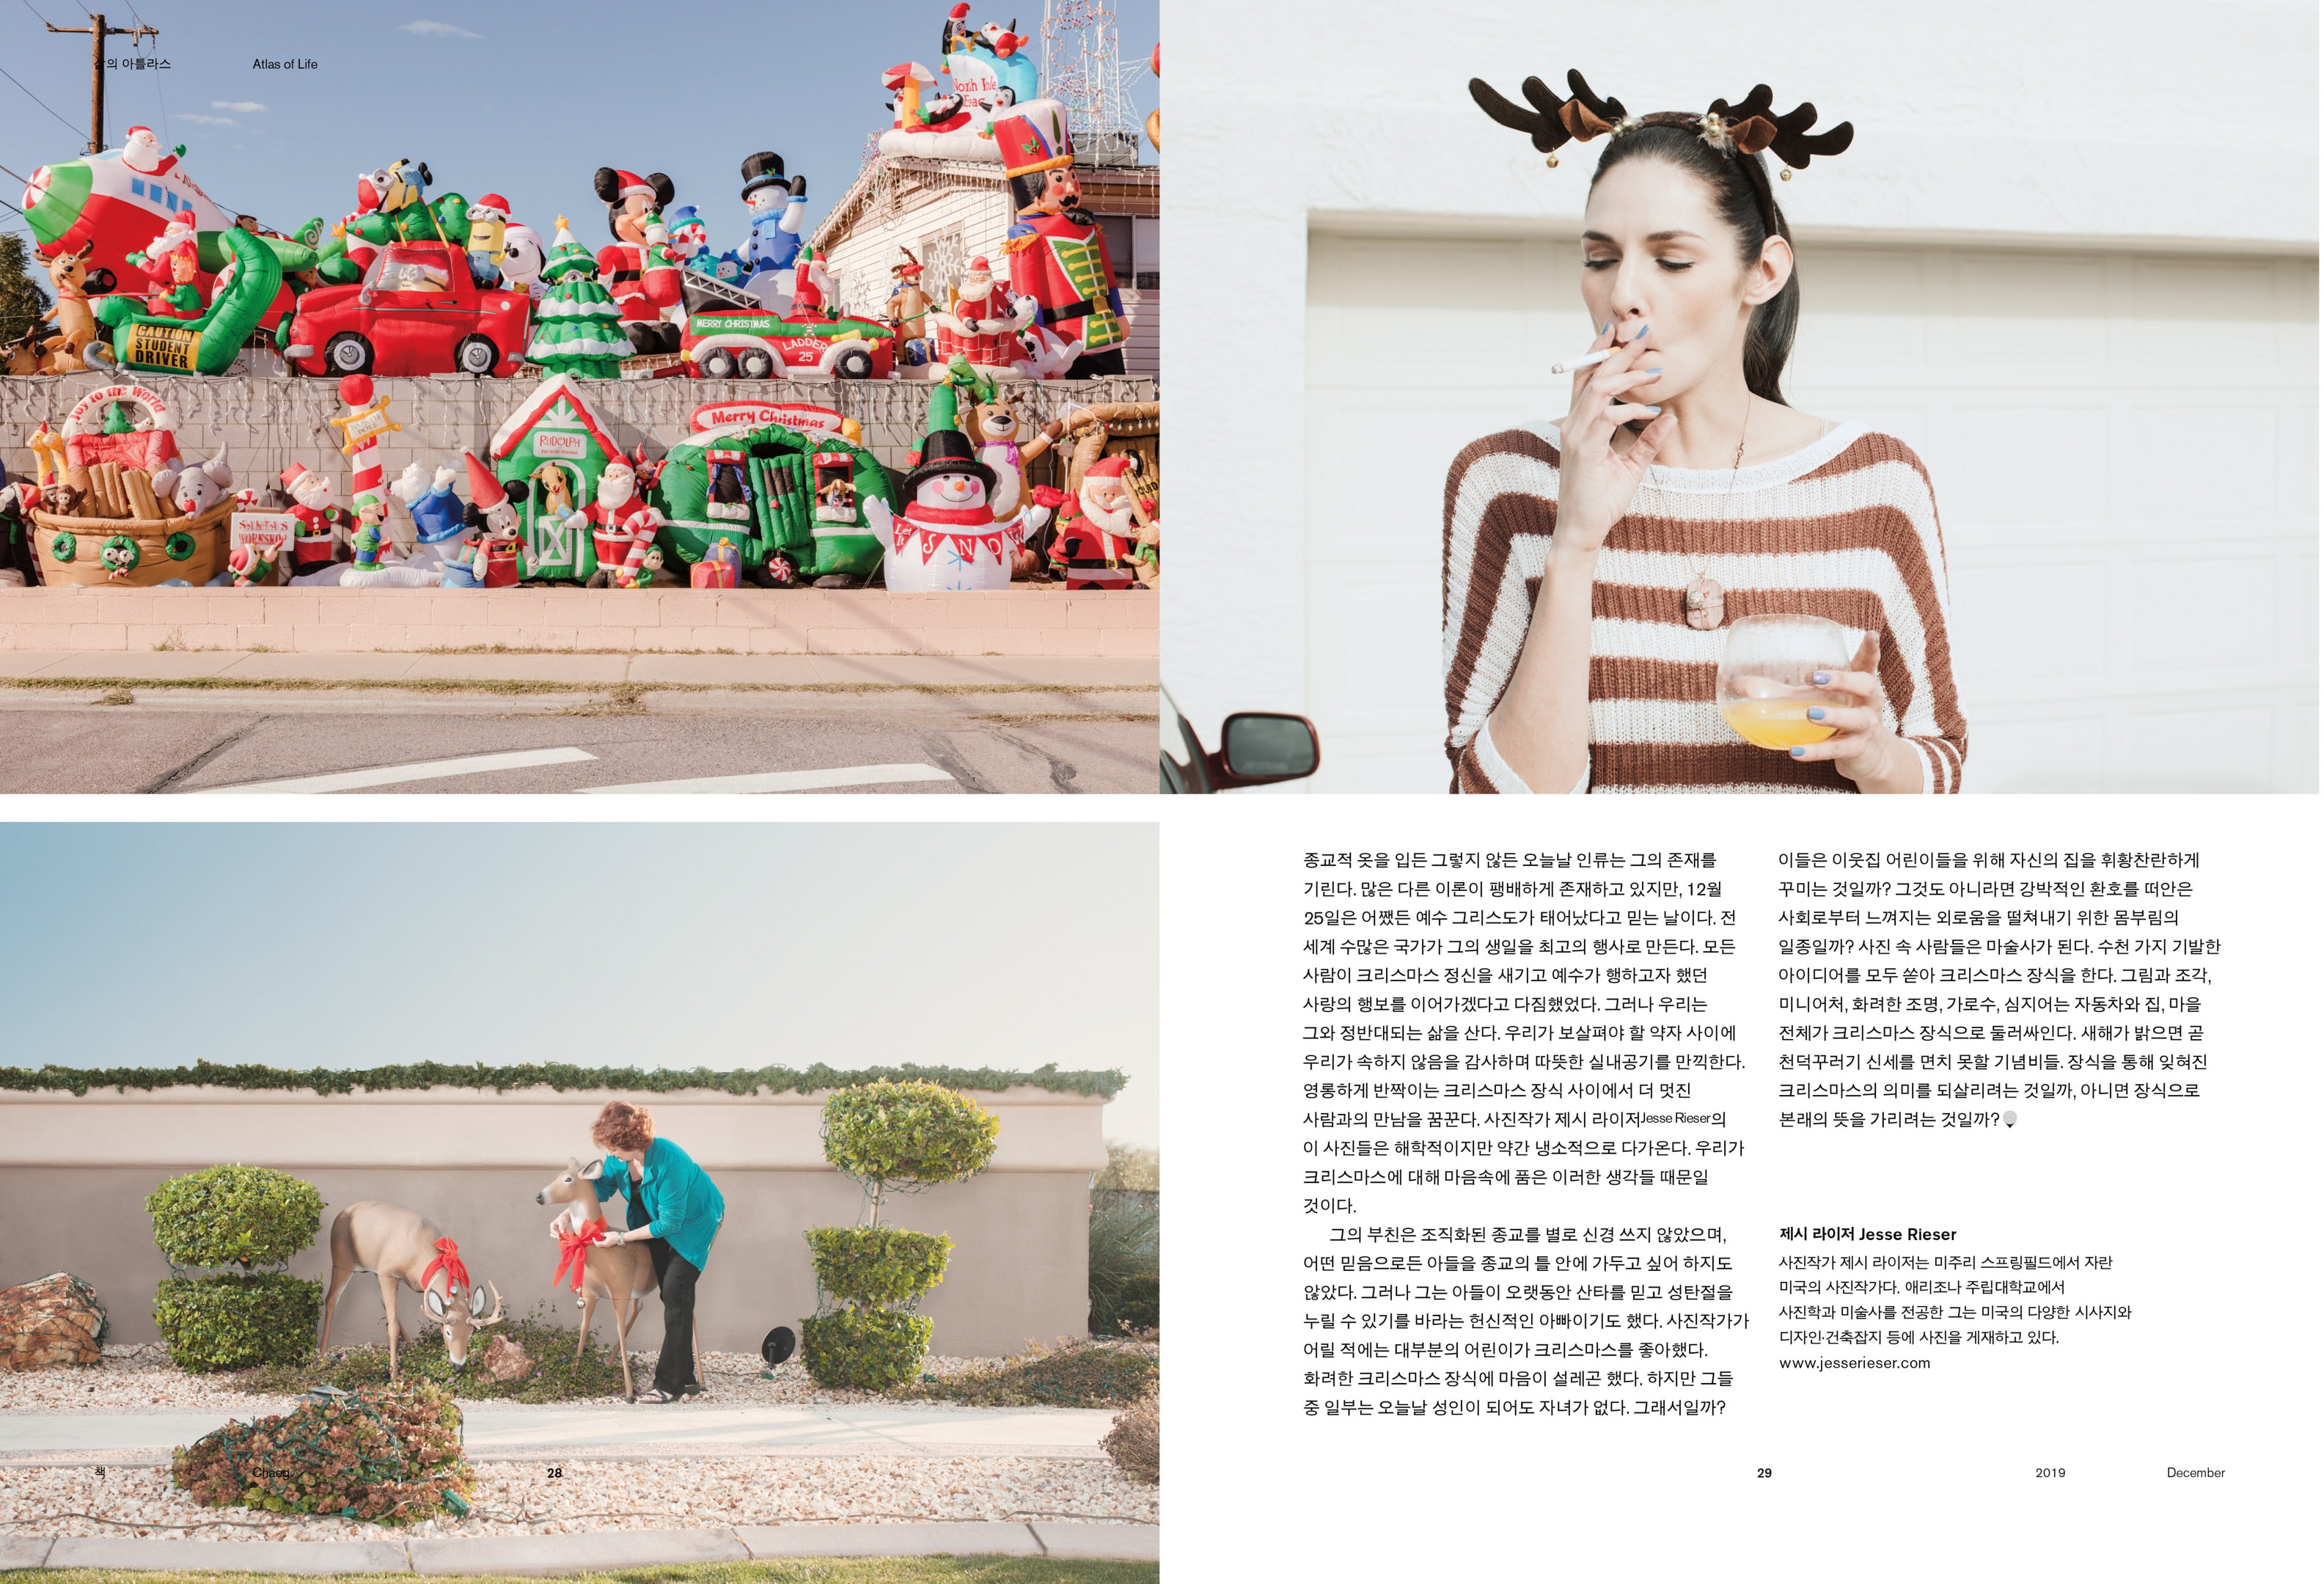 의 아틀라스
Atlas of Life
North Pole
CAUTION
STUDENT
DRIVER
MERRY CHRISTMAS
LADDER
25
Joy to the World
RUDOLPH
Merry Christmas
SANTA'S
WORKSHOP
Let It
SNOW
종교적 옷을 입든 그렇지 않든 오늘날 인류는 그의 존재를
기린다. 많은 다른 이론이 팽배하게 존재하고 있지만, 12월
25일은 어쨌든 예수 그리스도가 태어났다고 믿는 날이다. 전
세계 수많은 국가가 그의 생일을 최고의 행사로 만든다. 모든
사람이 크리스마스 정신을 새기고 예수가 행하고자 했던
사랑의 행보를 이어가겠다고 다짐했었다. 그러나 우리는
그와 정반대되는 삶을 산다. 우리가 보살펴야 할 약자 사이에
우리가 속하지 않음을 감사하며 따뜻한 실내공기를 만끽한다.
영롱하게 반짝이는 크리스마스 장식 사이에서 더 멋진
사람과의 만남을 꿈꾼다. 사진작가 제시 라이저Jesse Rieser의
이 사진들은 해학적이지만 약간 냉소적으로 다가온다. 우리가
크리스마스에 대해 마음속에 품은 이러한 생각들 때문일
것이다.
그의 부친은 조직화된 종교를 별로 신경 쓰지 않았으며,
어떤 믿음으로든 아들을 종교의 틀 안에 가두고 싶어 하지도
않았다. 그러나 그는 아들이 오랫동안 산타를 믿고 성탄절을
누릴 수 있기를 바라는 헌신적인 아빠이기도 했다. 사진작가가
어릴 적에는 대부분의 어린이가 크리스마스를 좋아했다.
화려한 크리스마스 장식에 마음이 설레곤 했다. 하지만 그들
중 일부는 오늘날 성인이 되어도 자녀가 없다. 그래서일까?
이들은 이웃집 어린이들을 위해 자신의 집을 휘황찬란하게
꾸미는 것일까? 그것도 아니라면 강박적인 환호를 떠안은
사회로부터 느껴지는 외로움을 떨쳐내기 위한 몸부림의
일종일까? 사진 속 사람들은 마술사가 된다. 수천 가지 기발한
아이디어를 모두 쏟아 크리스마스 장식을 한다. 그림과 조각,
미니어처, 화려한 조명, 가로수, 심지어는 자동차와 집, 마을
전체가 크리스마스 장식으로 둘러싸인다. 새해가 밝으면 곧
천덕꾸러기 신세를 면치 못할 기념비들. 장식을 통해 잊혀진
크리스마스의 의미를 되살리려는 것일까, 아니면 장식으로
본래의 뜻을 가리려는 것일까?
제시 라이저 Jesse Rieser
사진작가 제시 라이저는 미주리 스프링필드에서 자란
미국의 사진작가다. 애리조나 주립대학교에서
사진학과 미술사를 전공한 그는 미국의 다양한 시사지와
디자인·건축잡지 등에 사진을 게재하고 있다.
www.jesserieser.com
책
Chaeg
28
29
2019
December